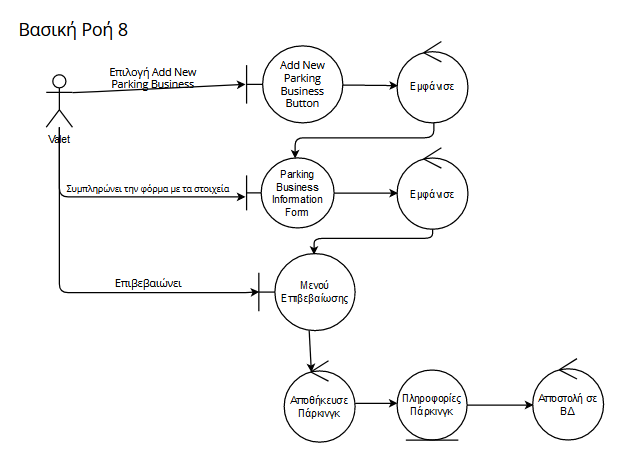 Βασική Ροή 8
Επιλογή Add New
Parking Business
Add New
Parking
Business
Button
Εμφάνισε
Valet
Συμπληρώνει την φόρμα με τα στοιχεία
Parking
Business
Information
Form
Εμφάνισε
Επιβεβαιώνει
Μενού
Επιβεβαίωσης
Αποθήκευσε
Πάρκινγκ
Πληροφορίες
Πάρκινγκ
Αποστολή σε
ΒΔ